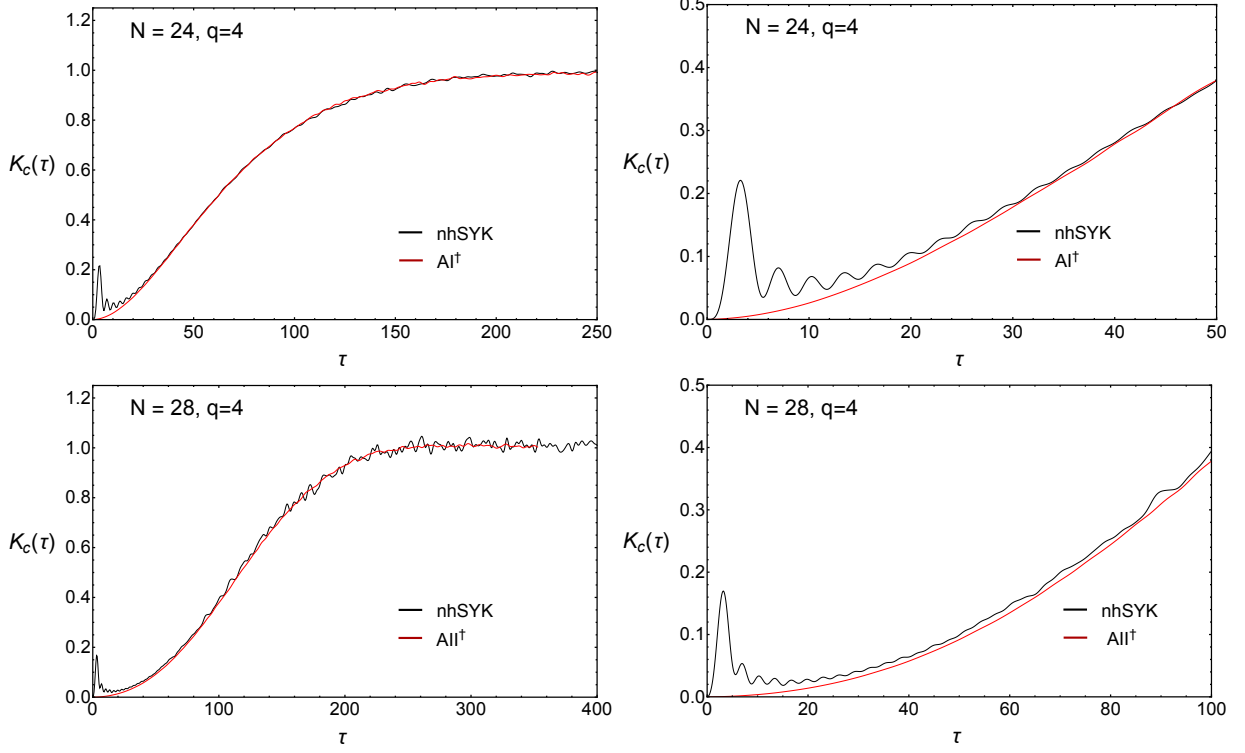 N = 24, q=4
1.2
1.0
0.8
K_c(τ)
0.6
0.4
0.2
0.0
nhSYK
AI†
0 50 100 150 200 250
τ
N = 24, q=4
0.5
0.4
0.3
K_c(τ)
0.2
0.1
0.0
nhSYK
AI†
0 10 20 30 40 50
τ
N = 28, q=4
1.2
1.0
0.8
K_c(τ)
0.6
0.4
0.2
0.0
nhSYK
AII†
0 100 200 300 400
τ
N = 28, q=4
0.5
0.4
0.3
K_c(τ)
0.2
0.1
0.0
nhSYK
AII†
0 20 40 60 80 100
τ